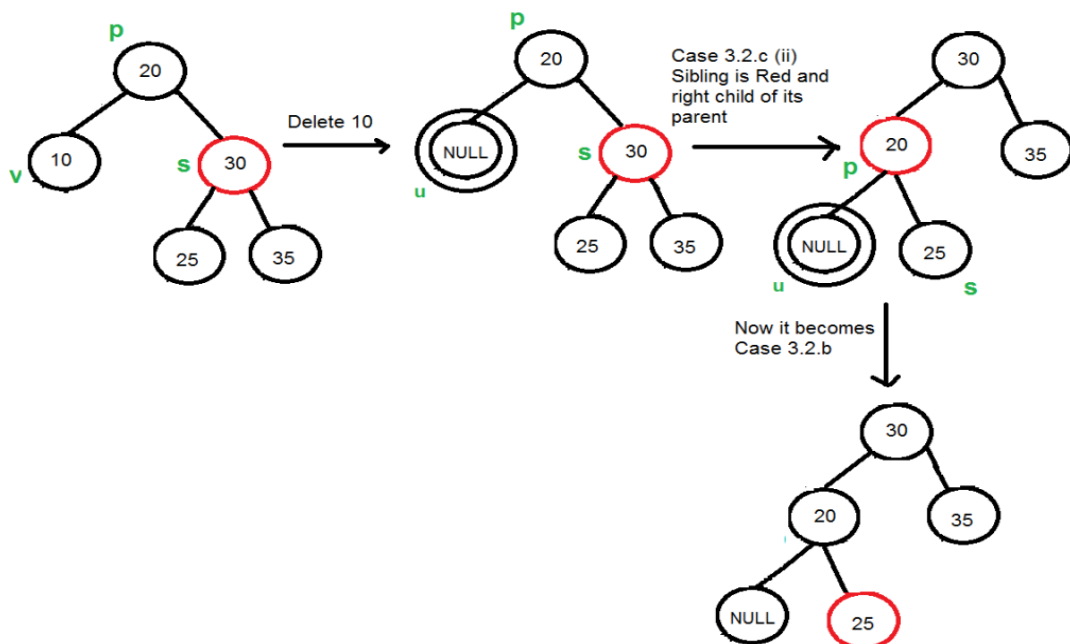 p
20
10
v
s
30
25
35
Delete 10
p
20
NULL
u
s
30
25
35
Case 3.2.c (ii)
Sibling is Red and
right child of its
parent
30
20
p
35
NULL
u
25
s
Now it becomes
Case 3.2.b
30
20
35
NULL
25